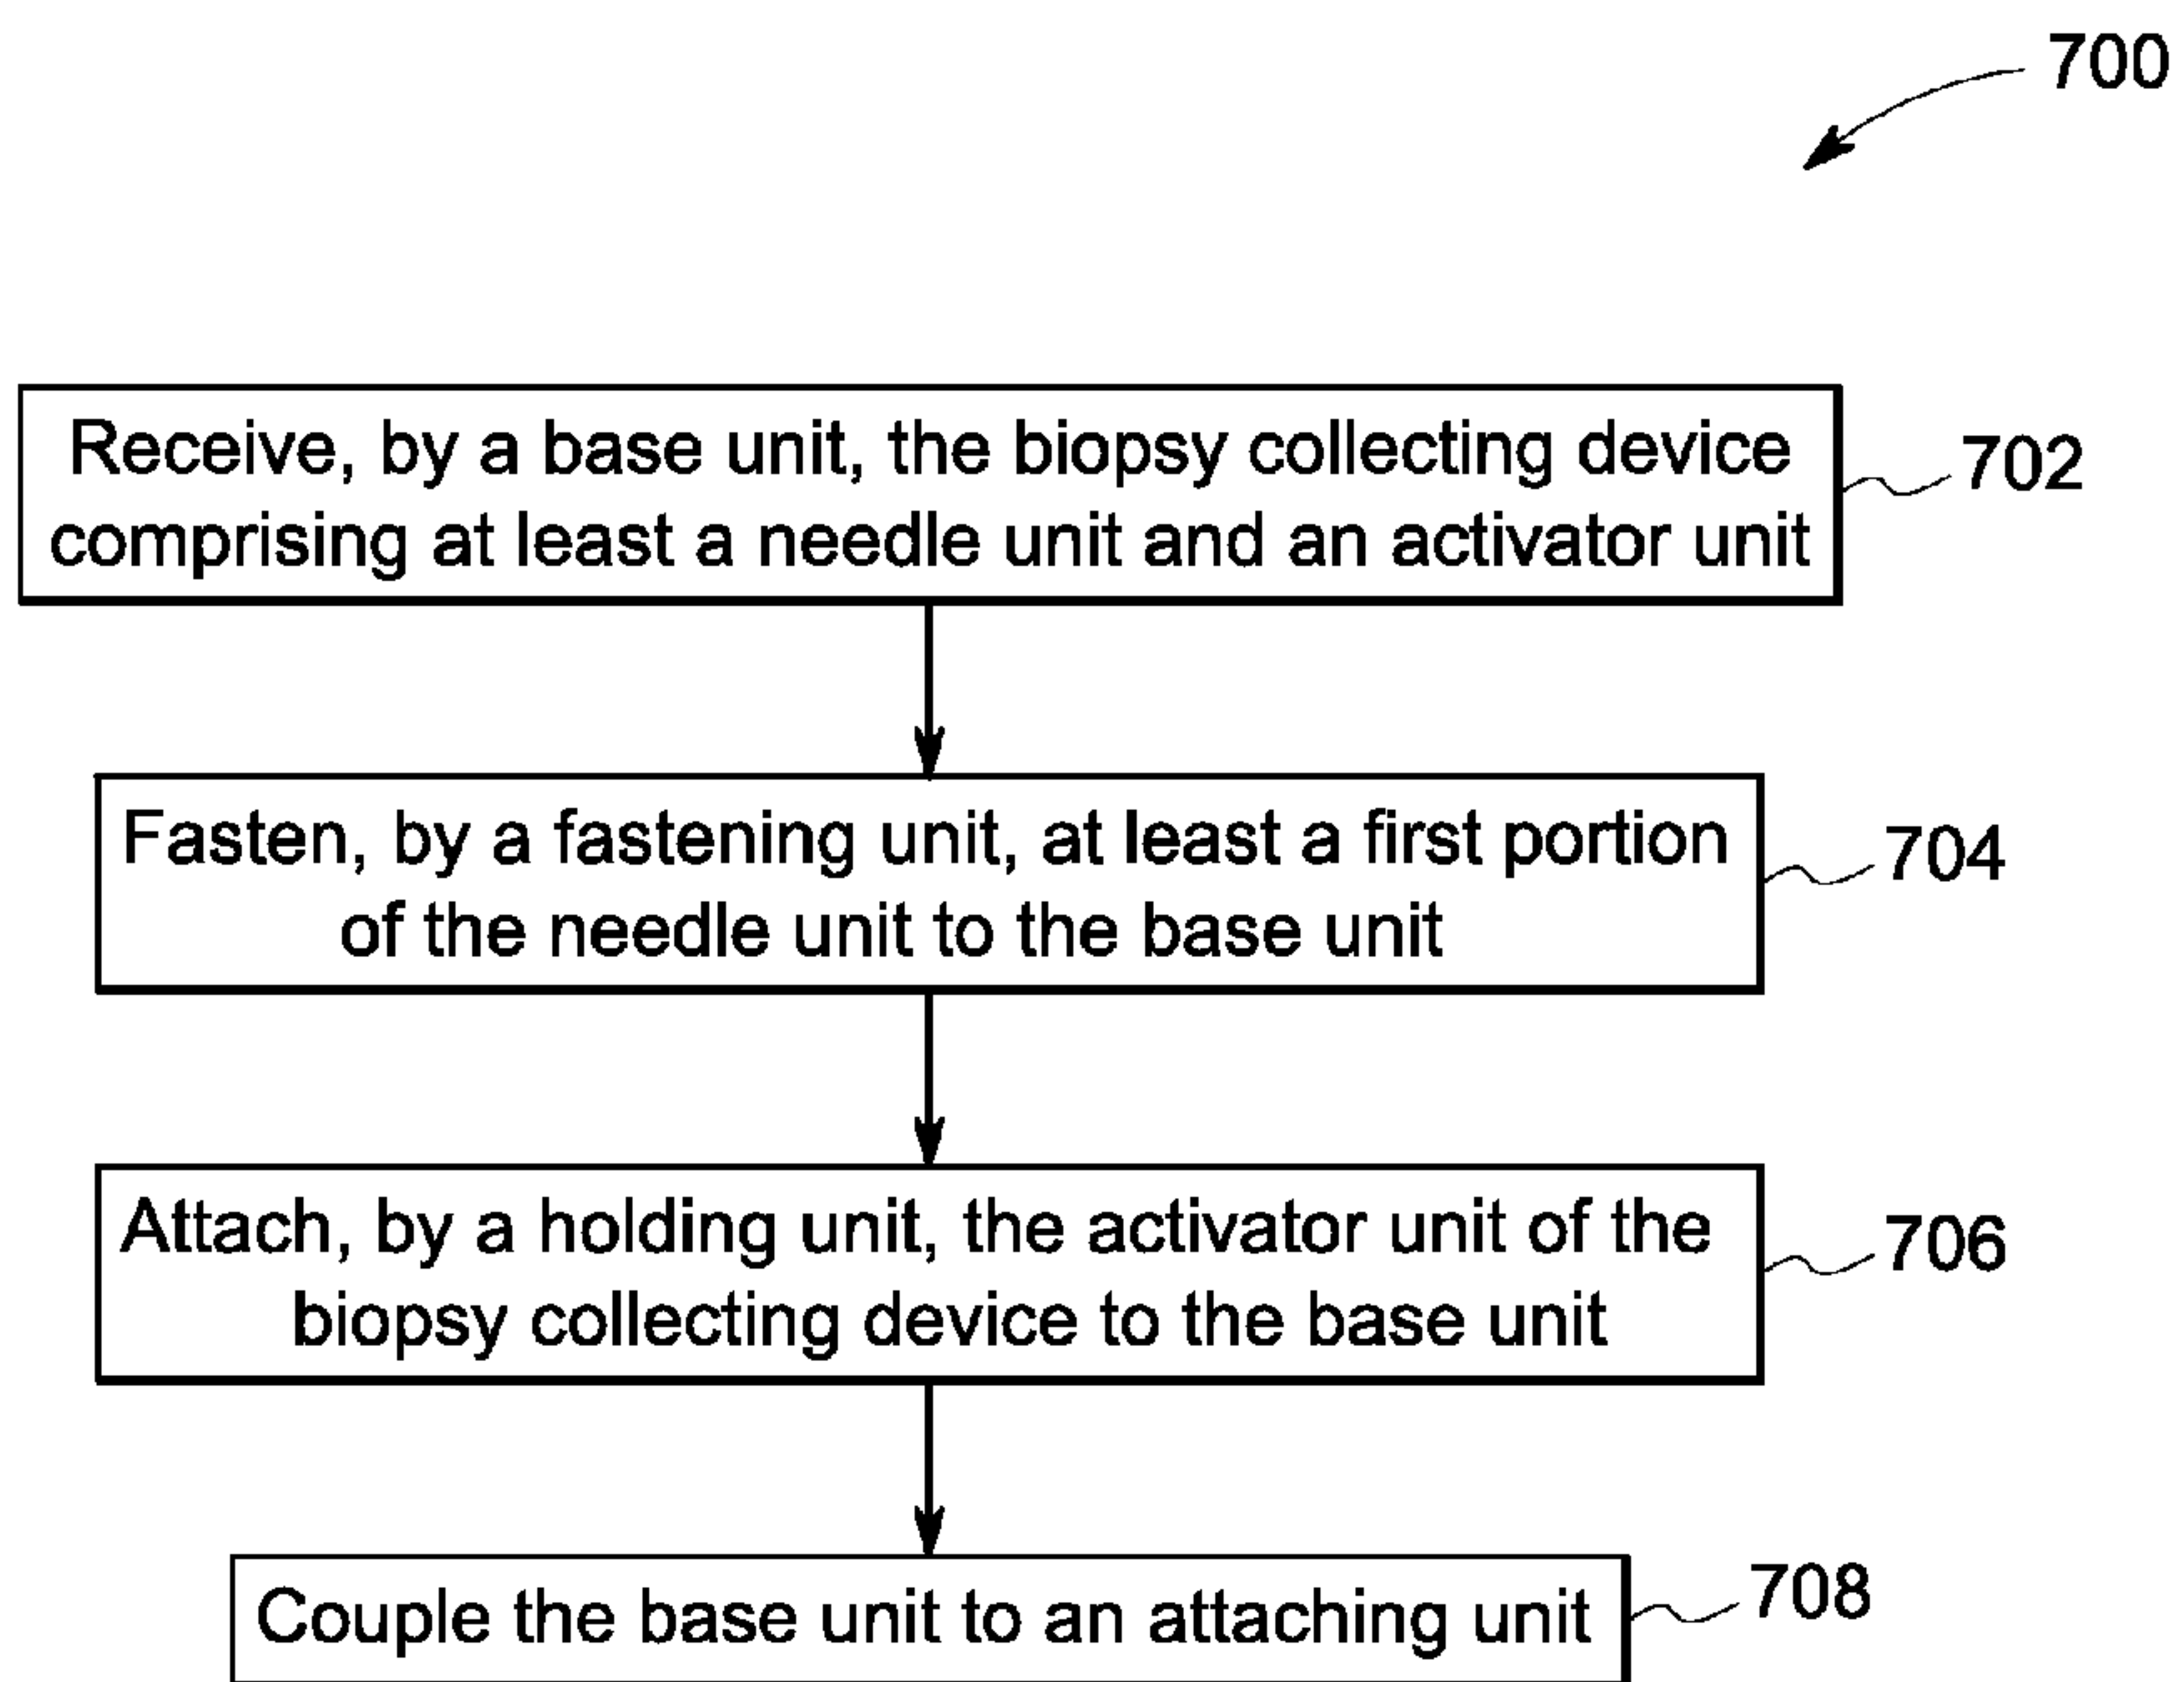 700
Receive, by a base unit, the biopsy collecting device
comprising at least a needle unit and an activator unit
702
Fasten, by a fastening unit, at least a first portion
of the needle unit to the base unit
704
Attach, by a holding unit, the activator unit of the
biopsy collecting device to the base unit
706
Couple the base unit to an attaching unit
708